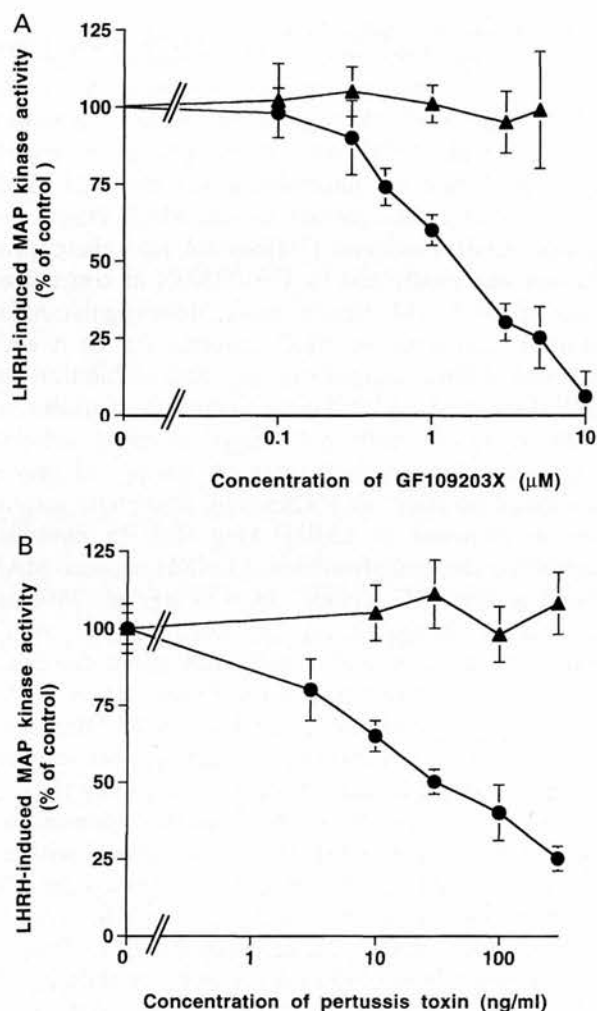 A
LHRH-induced MAP kinase activity
(% of control )
125
100
75
50
25
0
0
0.1
1
10
Concentration of GF109203X (μM)
B
LHRH-induced MAP kinase activity
(% of control)
125
100
75
50
25
0
0
1
10
100
Concentration of pertussis toxin (ng/ml)